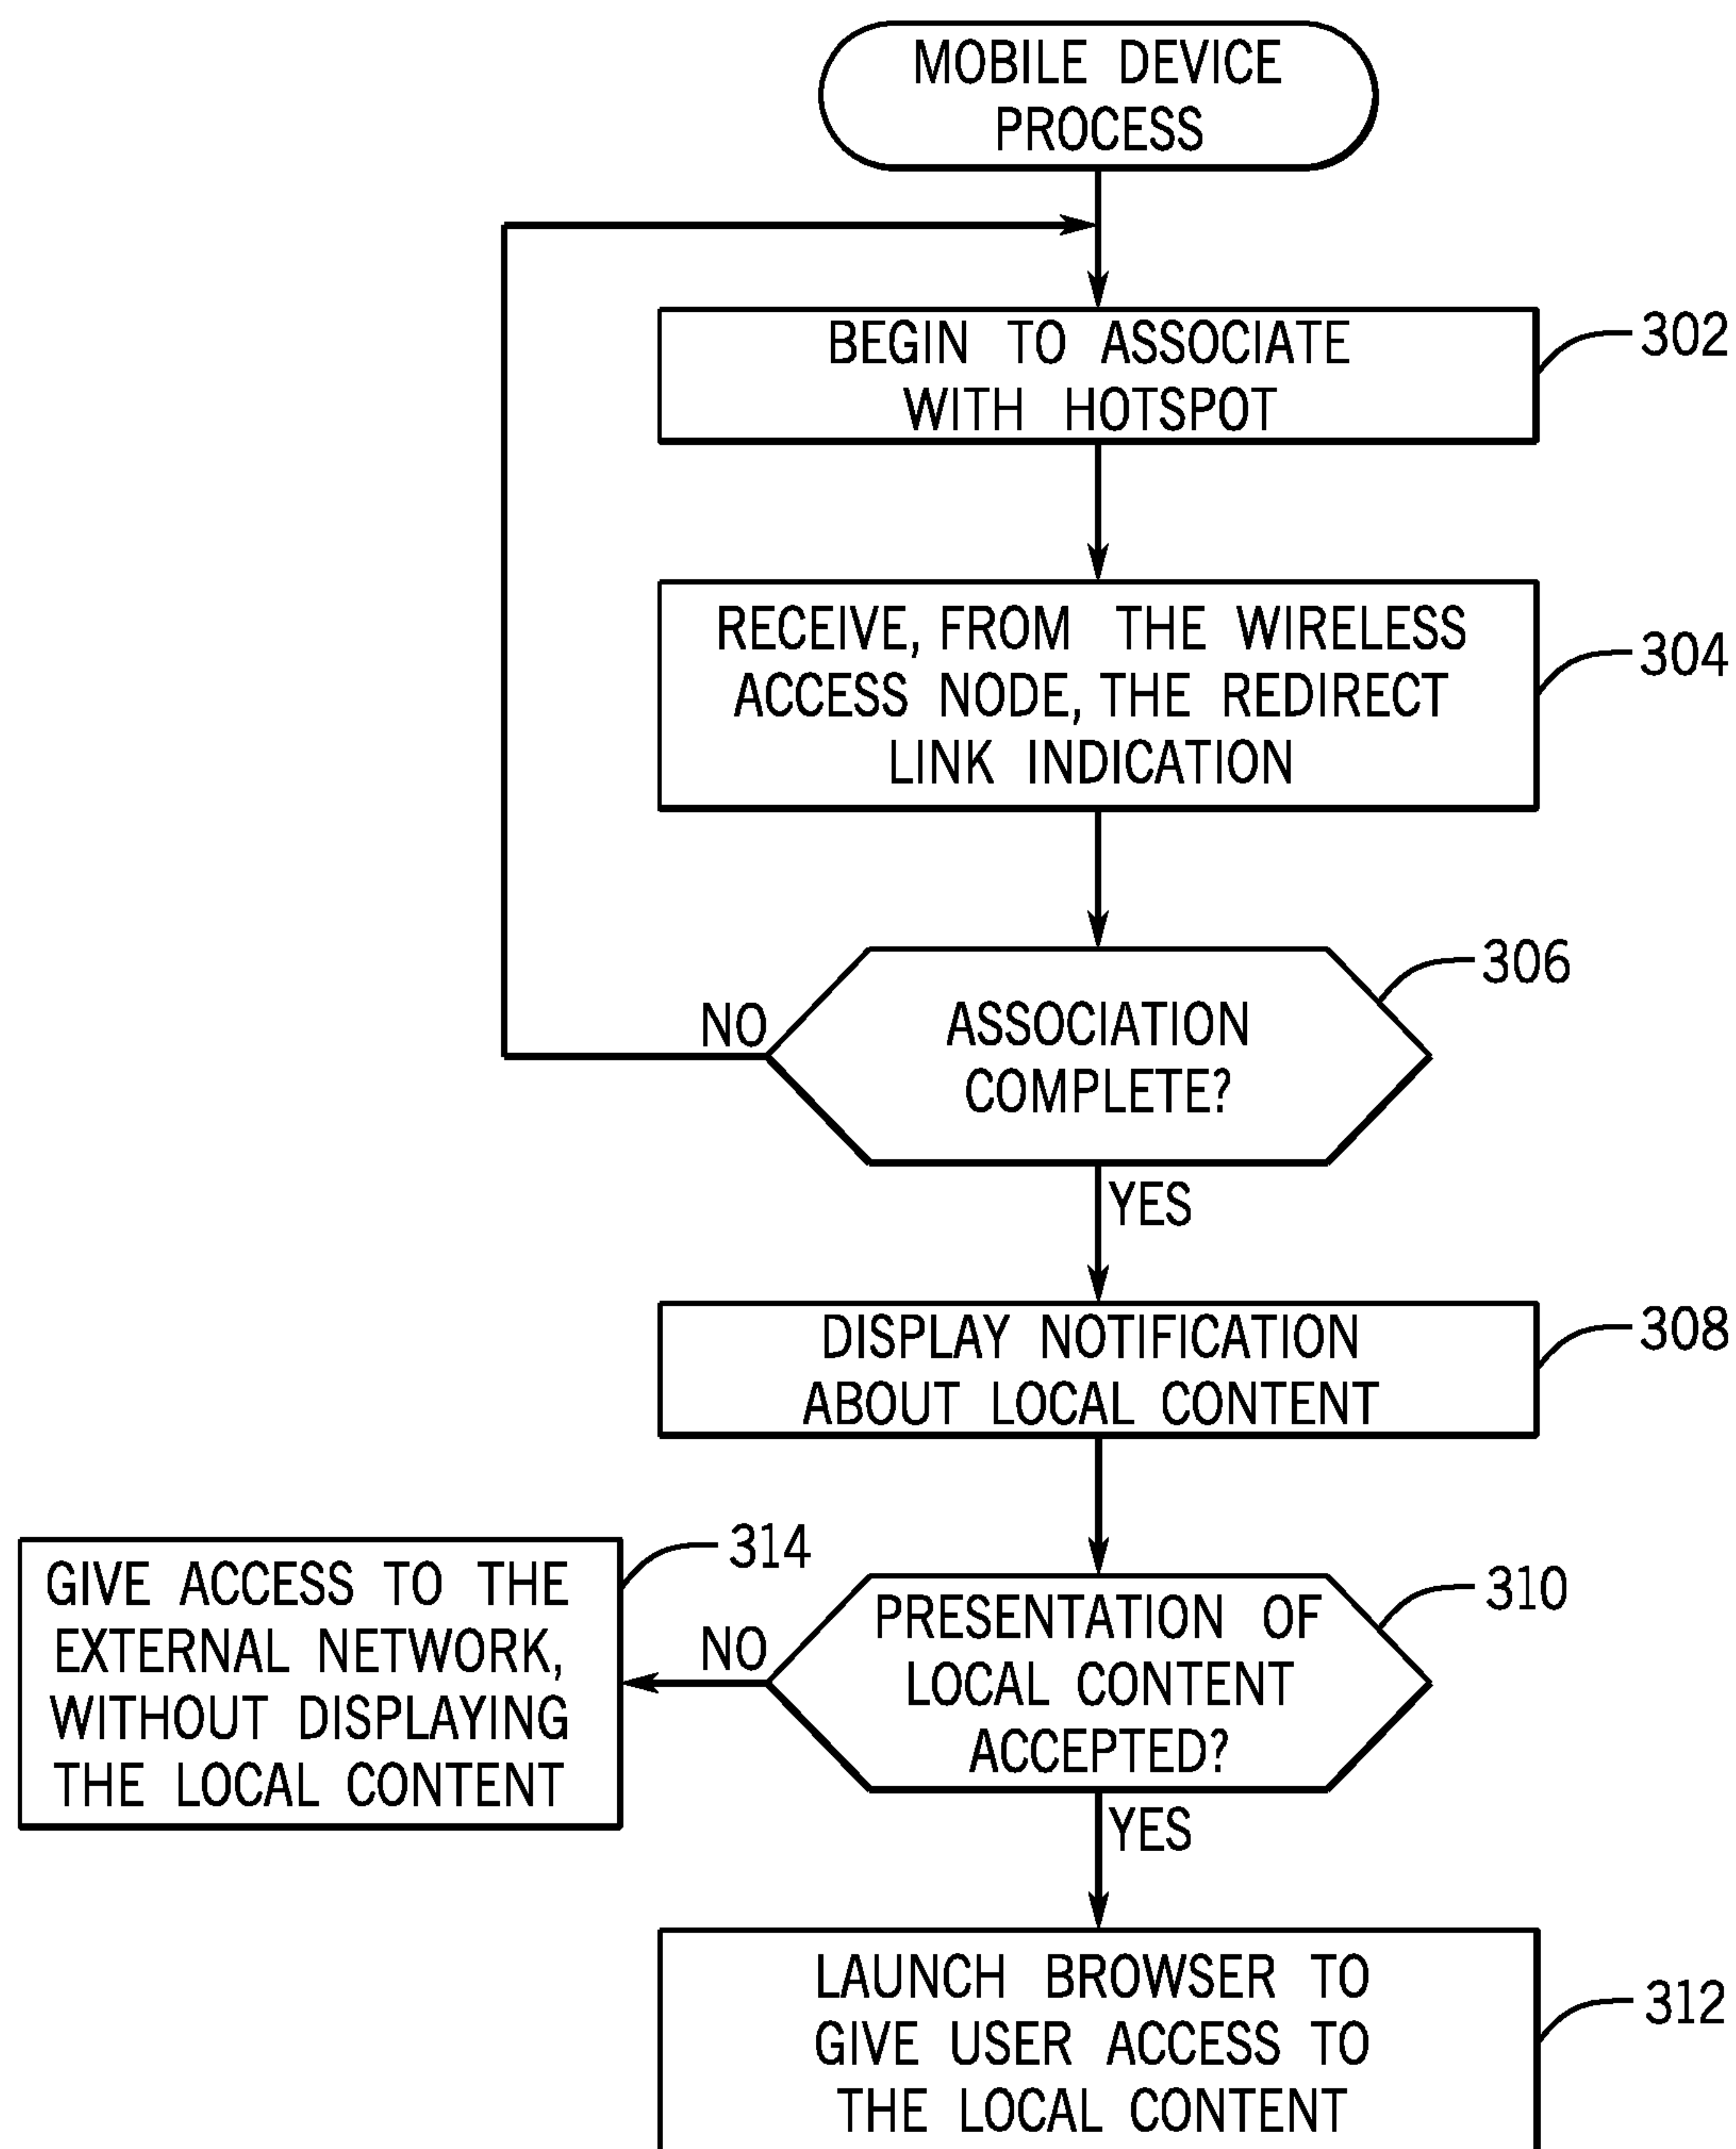 MOBILE DEVICE
PROCESS
BEGIN TO ASSOCIATE
WITH HOTSPOT
302
RECEIVE, FROM THE WIRELESS
ACCESS NODE, THE REDIRECT
LINK INDICATION
304
306
NO
ASSOCIATION
COMPLETE?
YES
DISPLAY NOTIFICATION
ABOUT LOCAL CONTENT
308
GIVE ACCESS TO THE
EXTERNAL NETWORK,
WITHOUT DISPLAYING
THE LOCAL CONTENT
314
NO
PRESENTATION OF
LOCAL CONTENT
ACCEPTED?
310
YES
LAUNCH BROWSER TO
GIVE USER ACCESS TO
THE LOCAL CONTENT
312